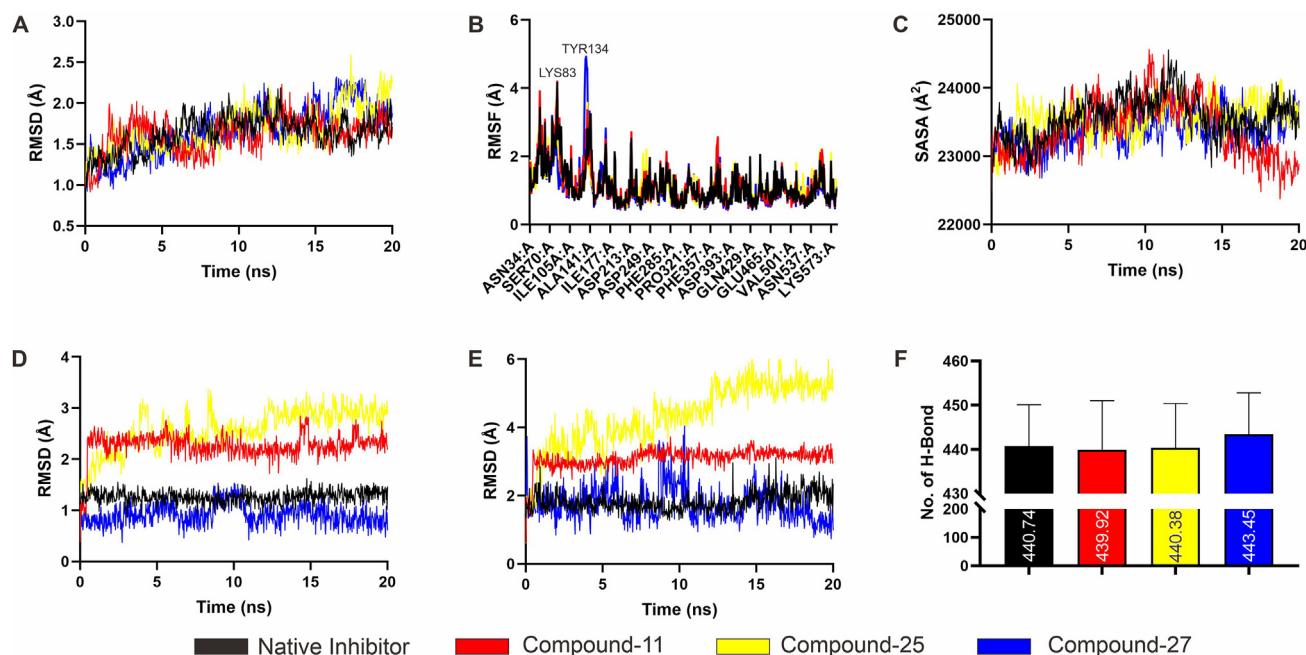 A
3.0
2.5
2.0
1.5
1.0
0.5
RMSD (Å)
0 5 10 15 20
Time (ns)
B
6
4
2
0
RMSF (Å)
TYR134
LYS83
ASN34:A
SER70:A
ILE105A:A
ALA141:A
ILE177:A
ASP213:A
ASP249:A
PHE285:A
PRO321:A
PHE357:A
ASP393:A
GLN429:A
GLU465:A
VAL501:A
ASN537:A
LYS573:A
C
25000
24000
23000
22000
SASA (Å²)
0 5 10 15 20
Time (ns)
D
4
3
2
1
0
RMSD (Å)
0 5 10 15 20
Time (ns)
E
6
4
2
0
RMSD (Å)
0 5 10 15 20
Time (ns)
F
460
450
440
430
200
100
0
No. of H-Bond
440.74
439.92
440.38
443.45
Native Inhibitor Compound-11 Compound-25 Compound-27